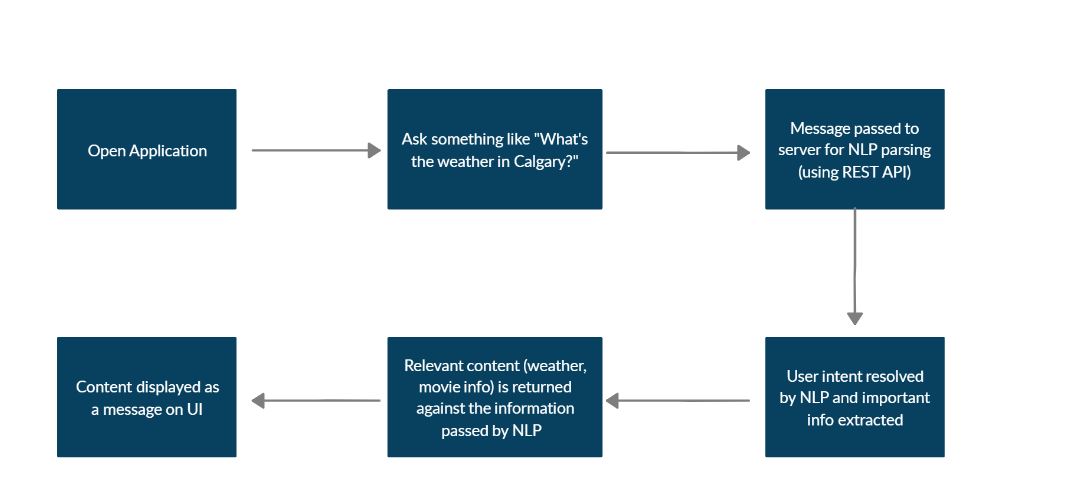 Open Application
Ask something like "What's
the weather in Calgary?"
Message passed to
server for NLP parsing
(using REST API)
User intent resolved
by NLP and important
info extracted
Relevant content (weather,
movie info) is returned
against the information
passed by NLP
Content displayed as
a message on UI